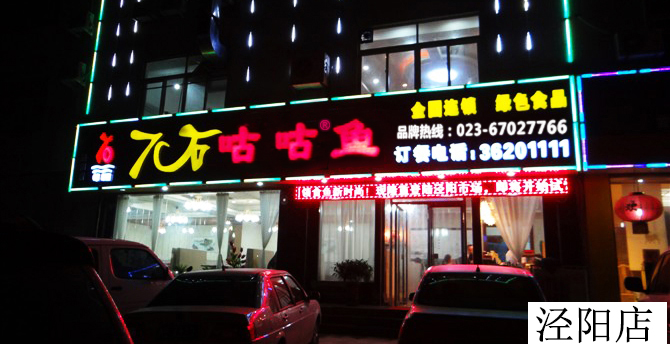 全国连锁 绿色食品
九石咕咕®鱼
品牌热线:023-67027766
订餐电话:36201111
泾阳店